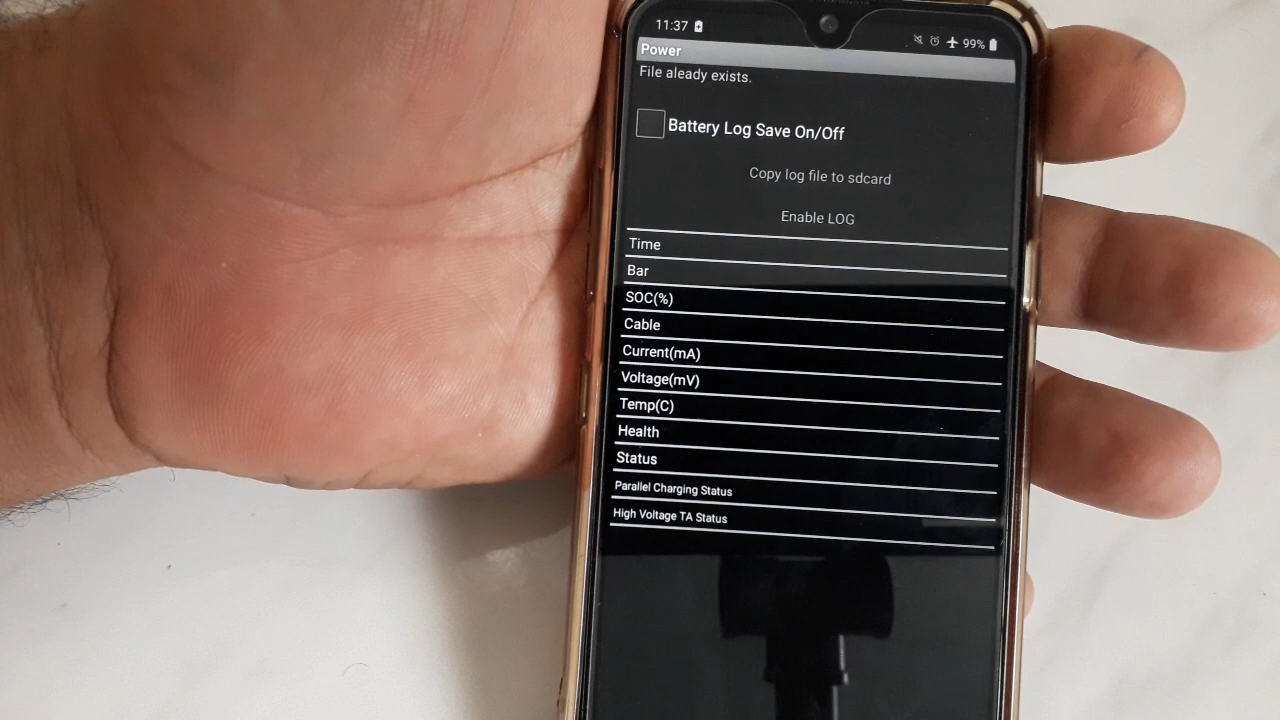 11:37
99%
Power
File aleady exists.
Battery Log Save On/Off
Copy log file to sdcard
Enable LOG
Time
Bar
SOC(%)
Cable
Current(mA)
Voltage(mV)
Temp(C)
Health
Status
Parallel Charging Status
High Voltage TA Status